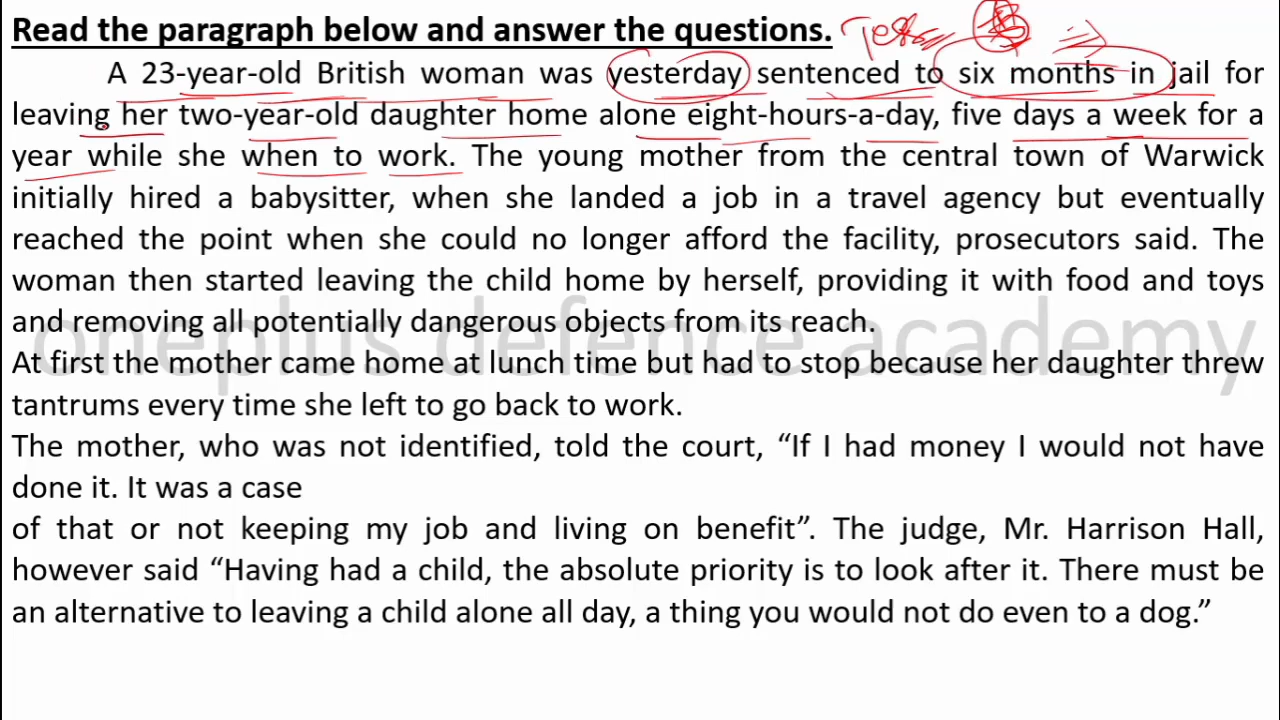 Read the paragraph below and answer the questions.
A 23-year-old British woman was yesterday sentenced to six months in jail for
leaving her two-year-old daughter home alone eight-hours-a-day, five days a week for a
year while she when to work. The young mother from the central town of Warwick
initially hired a babysitter, when she landed a job in a travel agency but eventually
reached the point when she could no longer afford the facility, prosecutors said. The
woman then started leaving the child home by herself, providing it with food and toys
and removing all potentially dangerous objects from its reach.
oneplus defence academy
At first the mother came home at lunch time but had to stop because her daughter threw
tantrums every time she left to go back to work.
The mother, who was not identified, told the court, “If I had money I would not have
done it. It was a case
of that or not keeping my job and living on benefit”. The judge, Mr. Harrison Hall,
however said “Having had a child, the absolute priority is to look after it. There must be
an alternative to leaving a child alone all day, a thing you would not do even to a dog.”